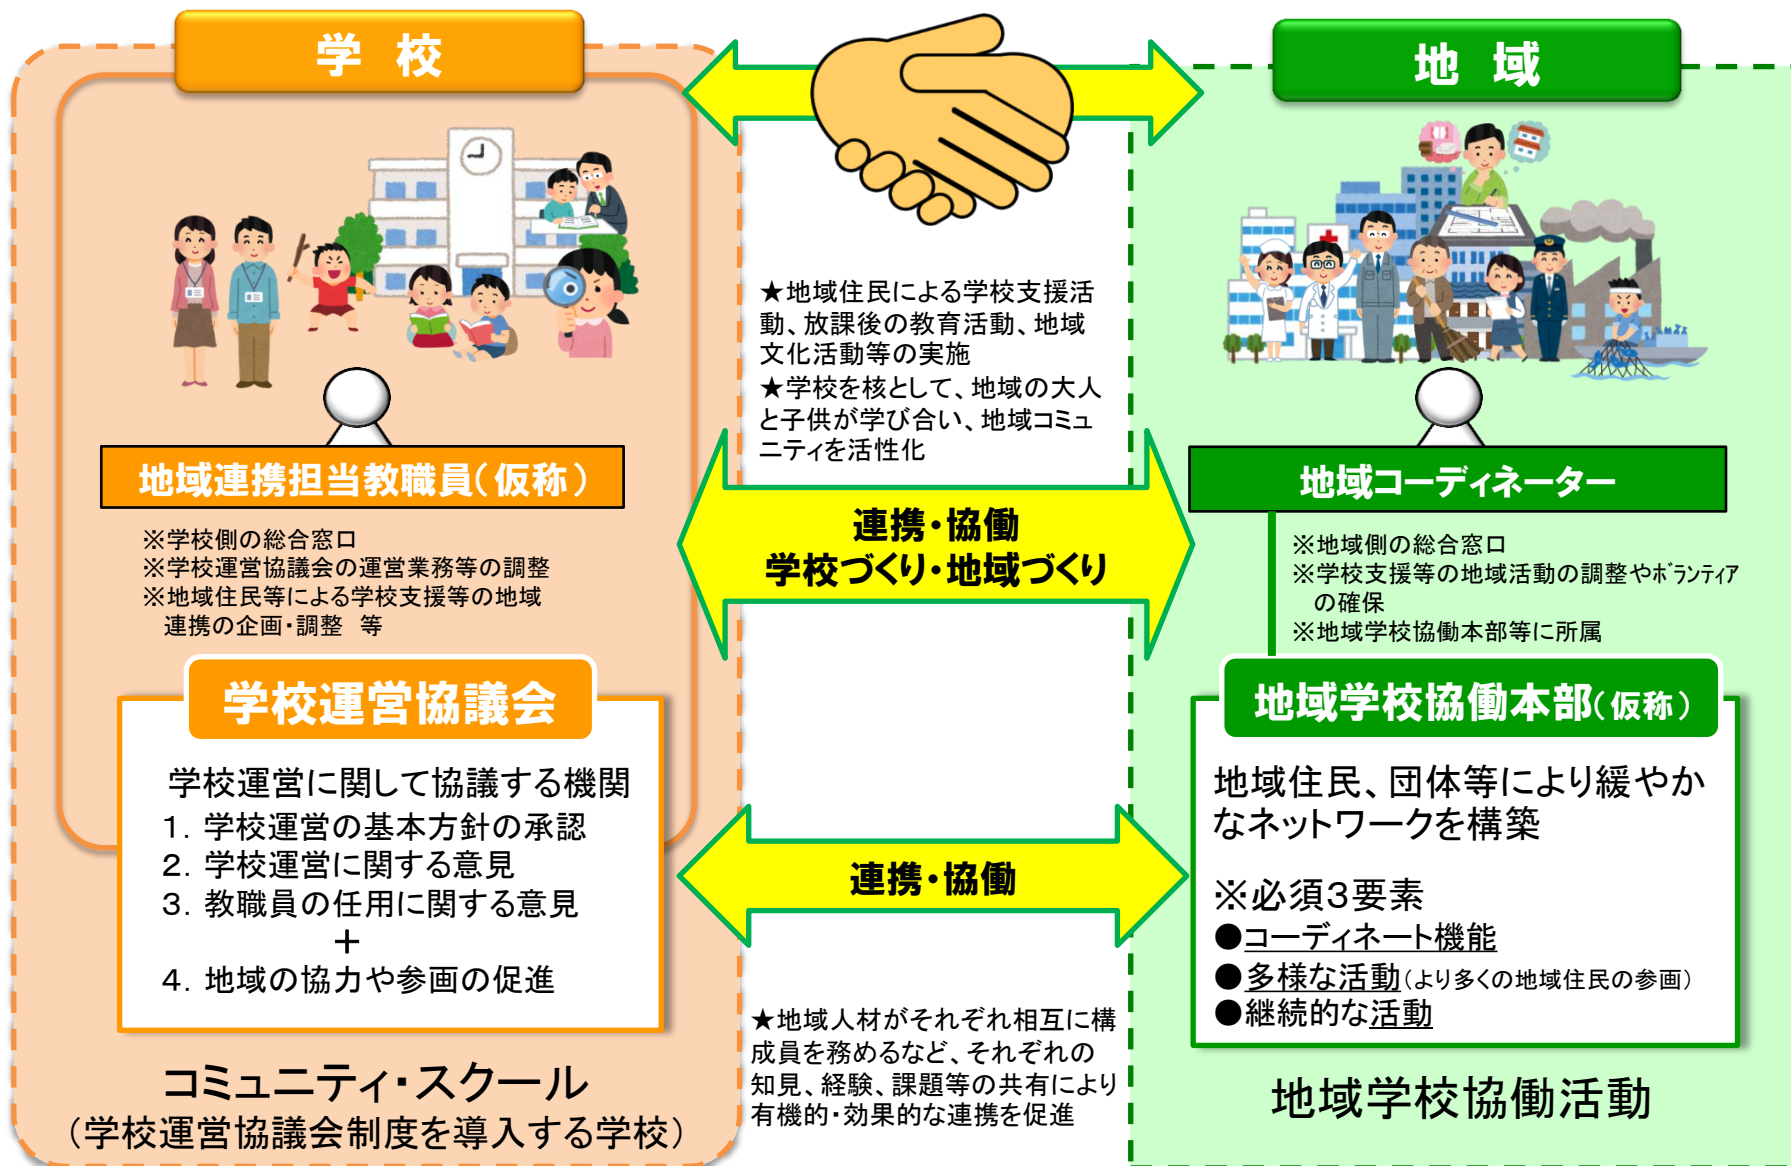 学校
地域連携担当教職員(仮称)
※学校側の総合窓口
※学校運営協議会の運営業務等の調整
※地域住民等による学校支援等の地域
連携の企画・調整　等
学校運営協議会
学校運営に関して協議する機関
1. 学校運営の基本方針の承認
2. 学校運営に関する意見
3. 教職員の任用に関する意見
＋
4. 地域の協力や参画の促進
コミュニティ・スクール
(学校運営協議会制度を導入する学校)
★地域住民による学校支援活
動、放課後の教育活動、地域
文化活動等の実施
★学校を核として、地域の大人
と子供が学び合い、地域コミュ
ニティを活性化
連携・協働
学校づくり・地域づくり
連携・協働
★地域人材がそれぞれ相互に構
成員を務めるなど、それぞれの
知見、経験、課題等の共有により
有機的・効果的な連携を促進
地域
地域コーディネーター
※地域側の総合窓口
※学校支援等の地域活動の調整やﾎﾞﾗﾝﾃｨｱ
の確保
※地域学校協働本部等に所属
地域学校協働本部(仮称)
地域住民、団体等により緩やか
なネットワークを構築
※必須3要素
●コーディネート機能
●多様な活動(より多くの地域住民の参画)
●継続的な活動
地域学校協働活動